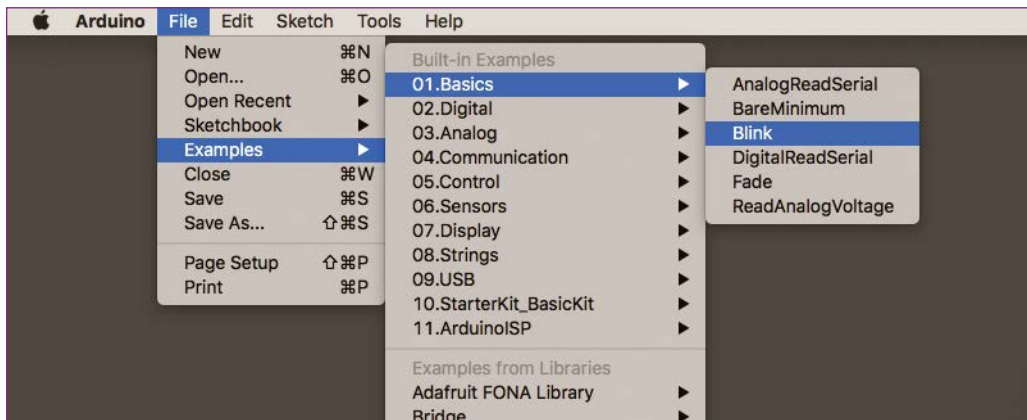 Arduino File Edit Sketch Tools Help
New ⌘N
Open... ⌘O
Open Recent ▶
Sketchbook ▶
Examples ▶
Close ⌘W
Save ⌘S
Save As... ⇧⌘S
Page Setup ⇧⌘P
Print ⌘P
Built-in Examples
01.Basics ▶
02.Digital ▶
03.Analog ▶
04.Communication ▶
05.Control ▶
06.Sensors ▶
07.Display ▶
08.Strings ▶
09.USB ▶
10.StarterKit_BasicKit ▶
11.ArduinoISP ▶
Examples from Libraries
Adafruit FONA Library ▶
Bridge ▶
AnalogReadSerial
BareMinimum
Blink
DigitalReadSerial
Fade
ReadAnalogVoltage